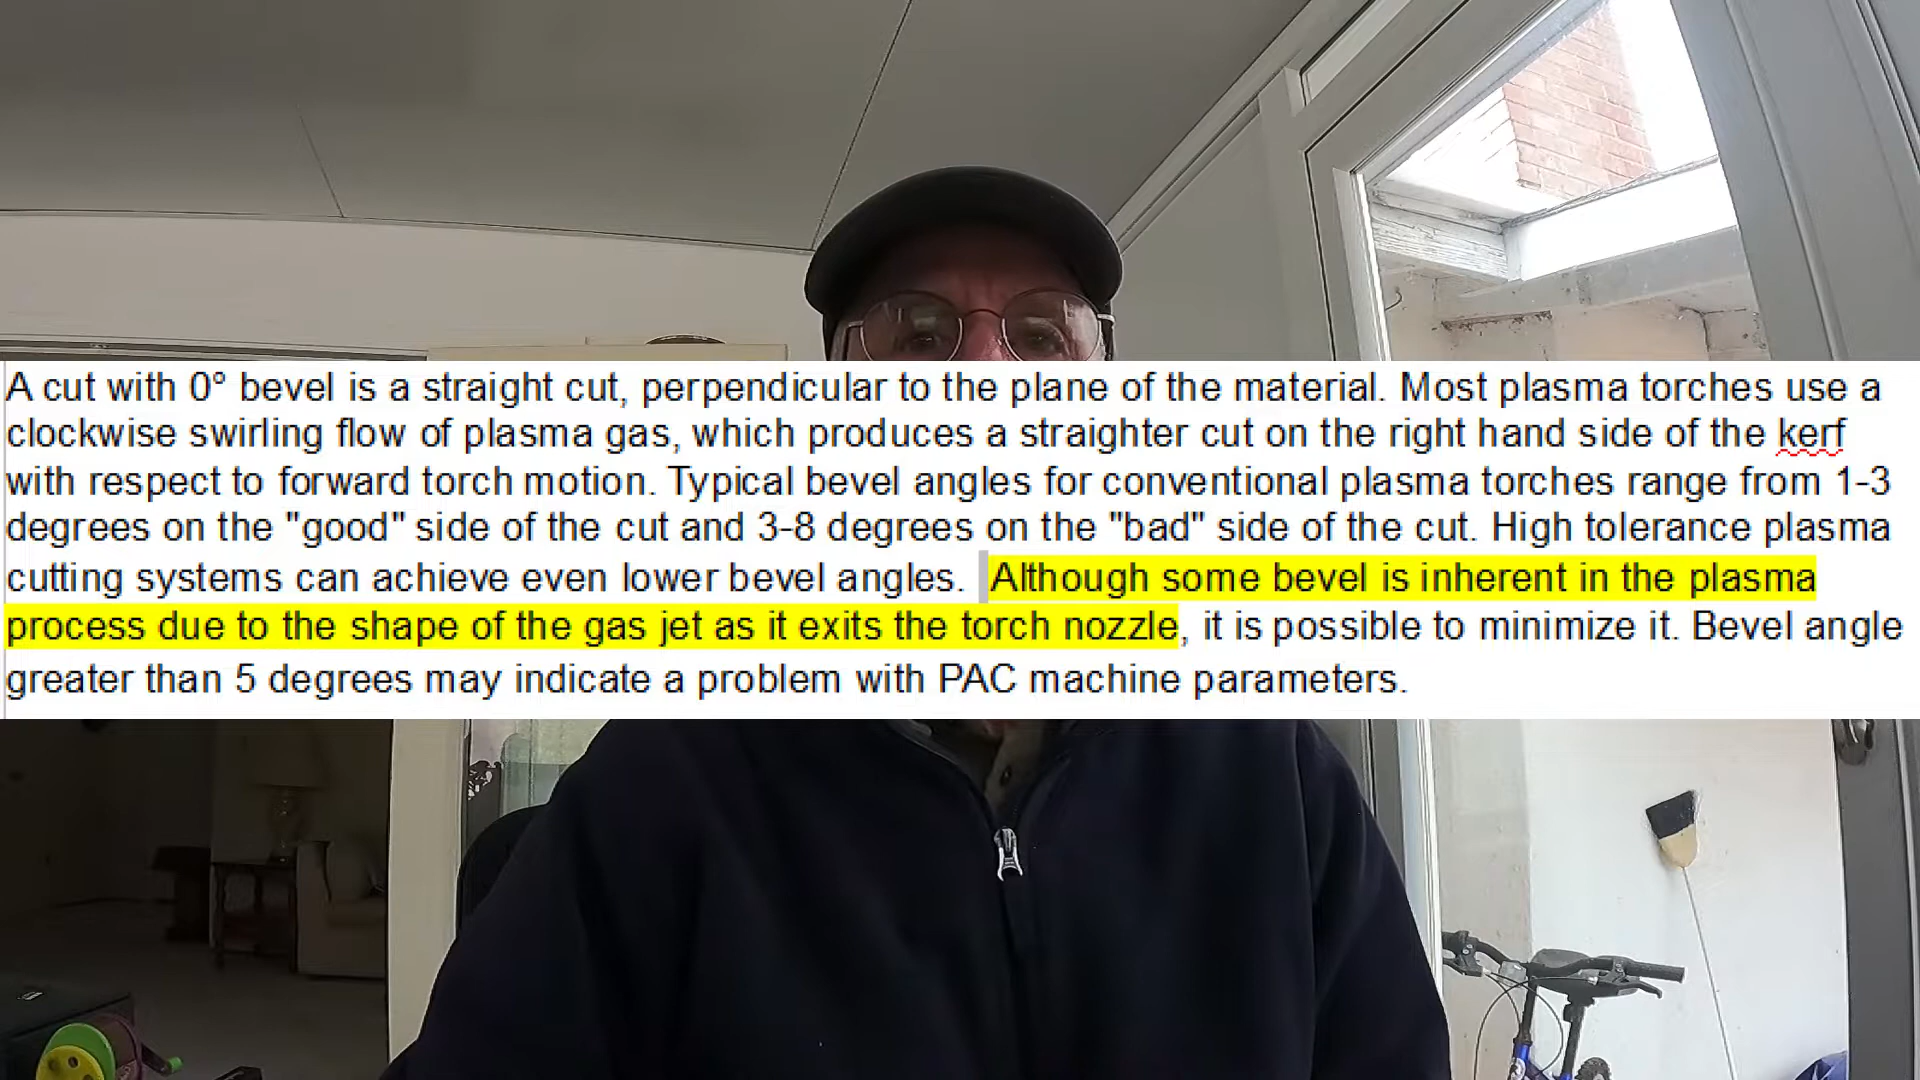 A cut with 0° bevel is a straight cut, perpendicular to the plane of the material. Most plasma torches use a
clockwise swirling flow of plasma gas, which produces a straighter cut on the right hand side of the kerf
with respect to forward torch motion. Typical bevel angles for conventional plasma torches range from 1-3
degrees on the "good" side of the cut and 3-8 degrees on the "bad" side of the cut. High tolerance plasma
cutting systems can achieve even lower bevel angles. Although some bevel is inherent in the plasma
process due to the shape of the gas jet as it exits the torch nozzle, it is possible to minimize it. Bevel angle
greater than 5 degrees may indicate a problem with PAC machine parameters.